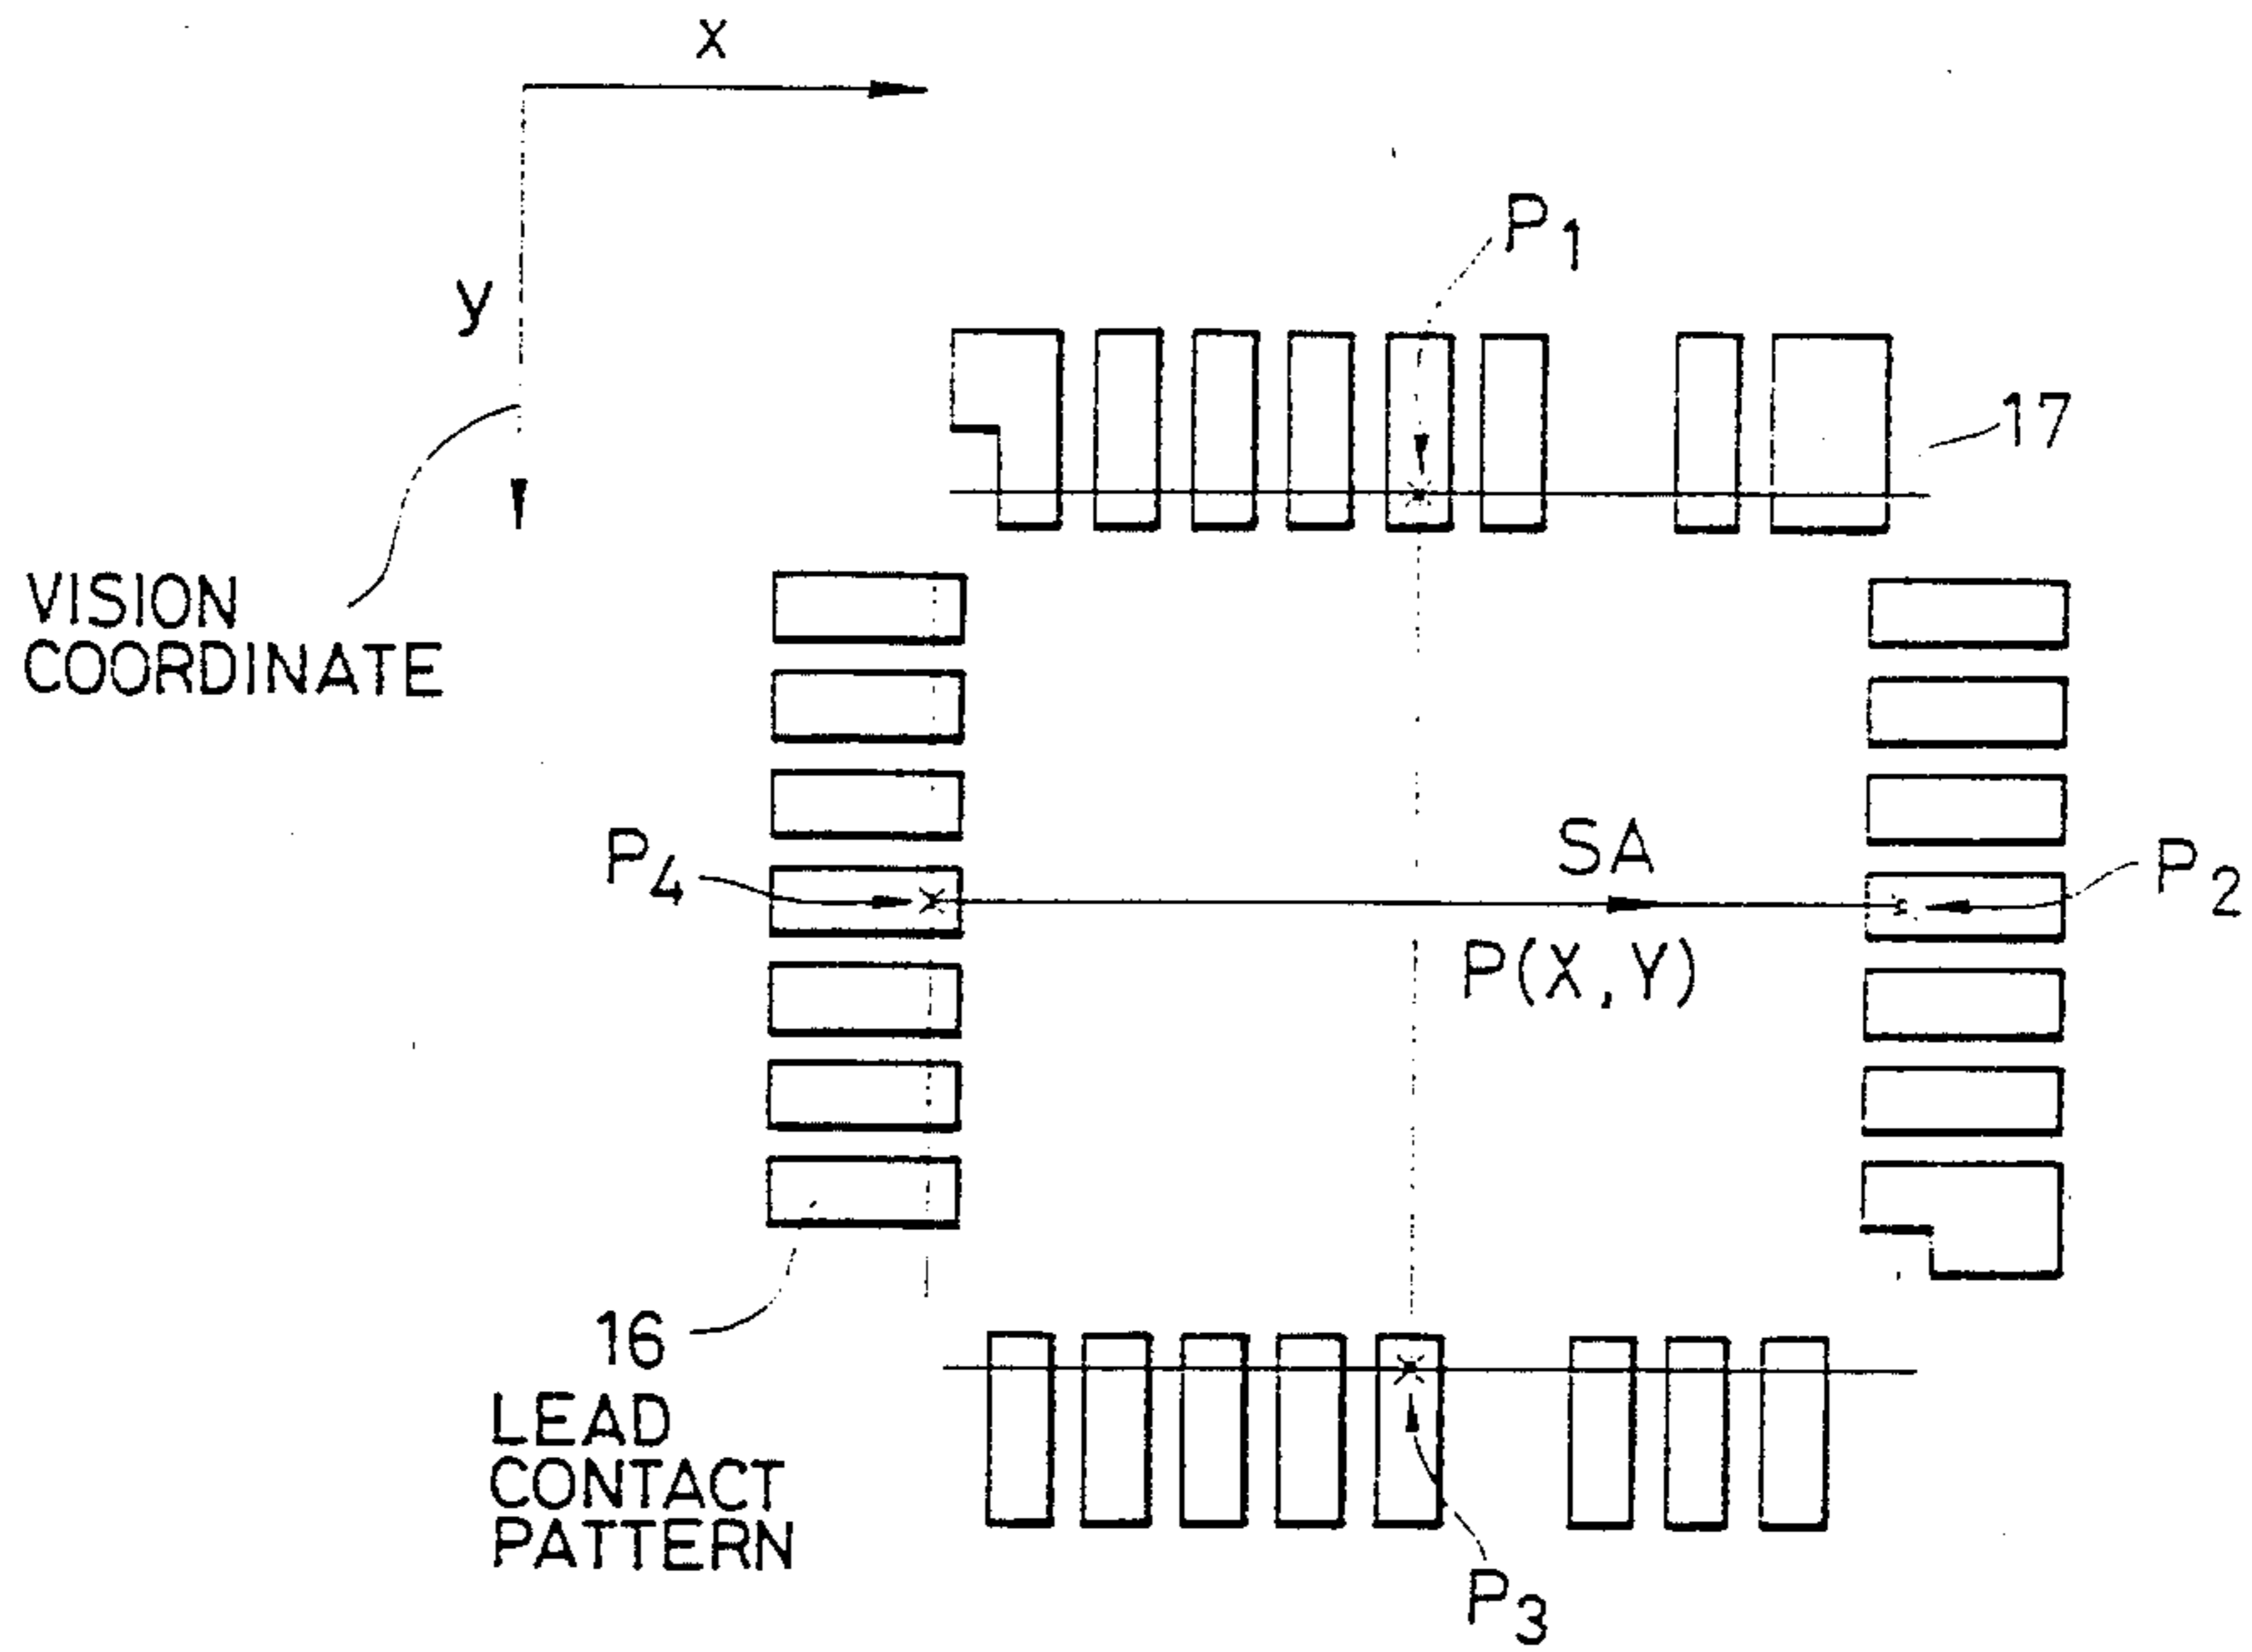 x
y
P1
17
VISION
COORDINATE
P4
SA
P2
P(X,Y)
16
LEAD
CONTACT
PATTERN
P3